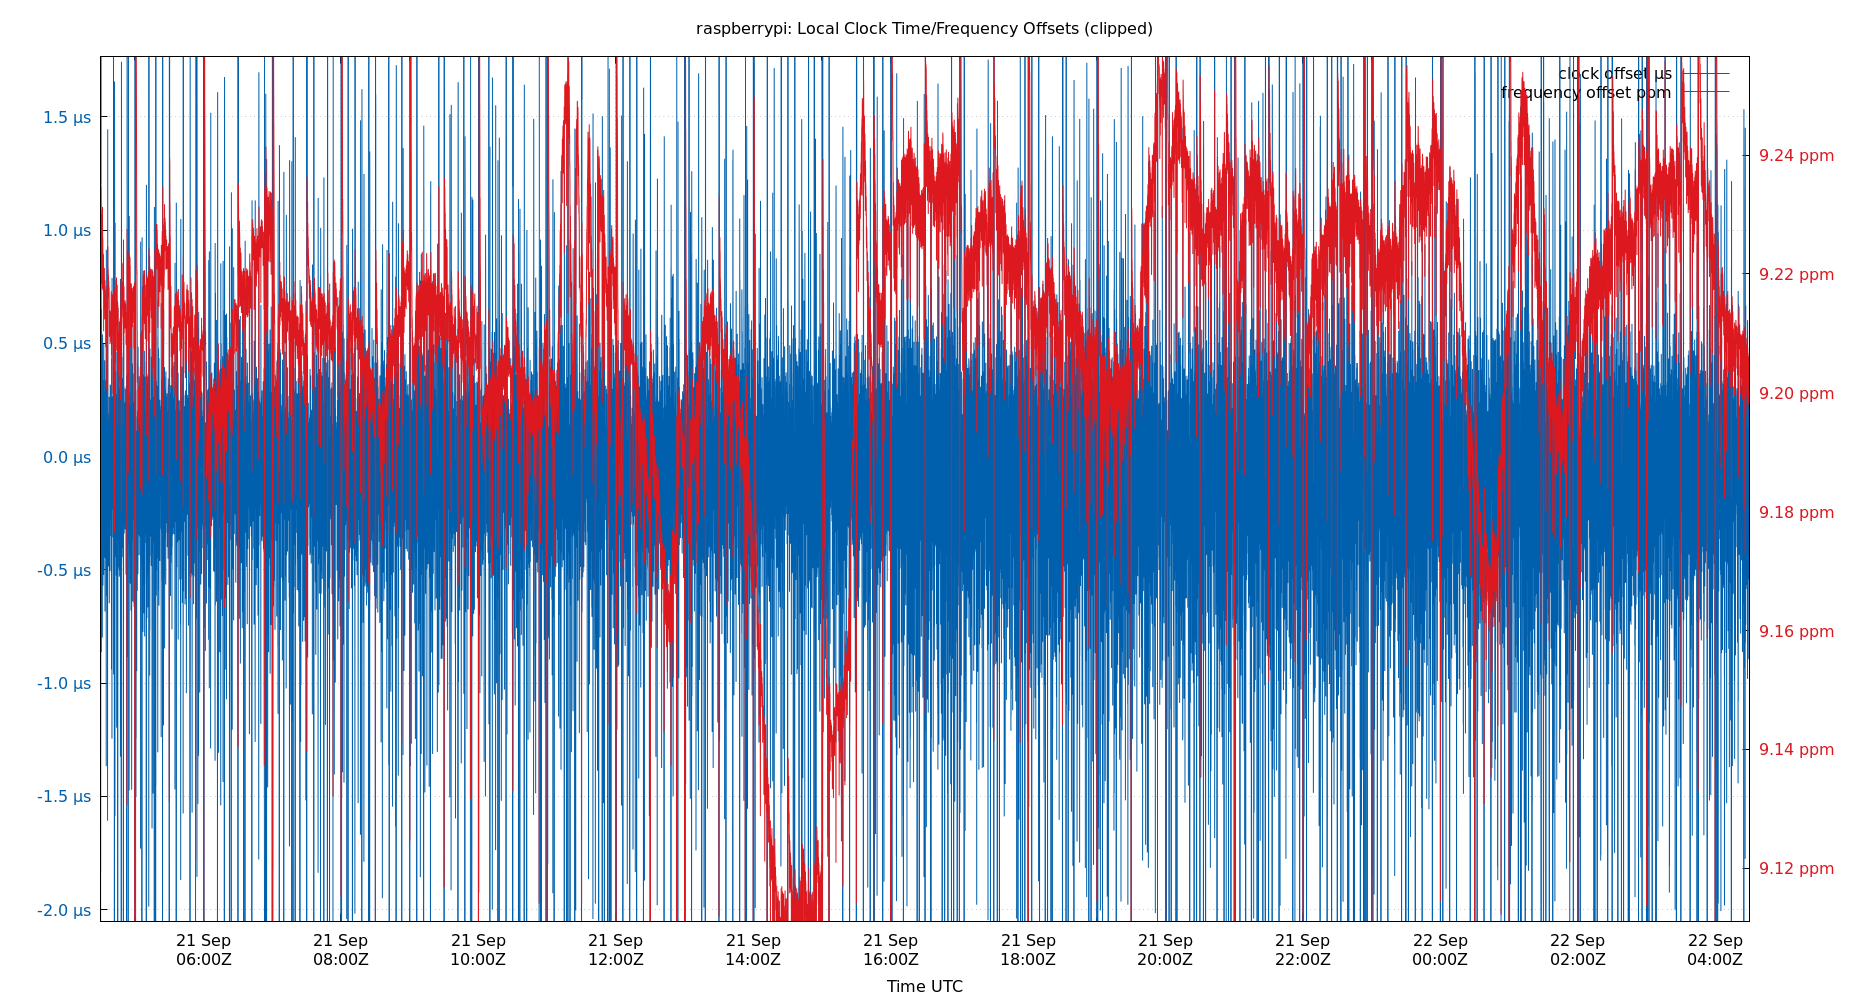 raspberrypi: Local Clock Time/Frequency Offsets (clipped)
clock offset µs
frequency offset ppm
1.5 µs
1.0 µs
0.5 µs
0.0 µs
-0.5 µs
-1.0 µs
-1.5 µs
-2.0 µs
9.24 ppm
9.22 ppm
9.20 ppm
9.18 ppm
9.16 ppm
9.14 ppm
9.12 ppm
21 Sep 21 Sep 21 Sep 21 Sep 21 Sep 21 Sep 21 Sep 21 Sep 21 Sep 22 Sep 22 Sep 22 Sep
06:00Z 08:00Z 10:00Z 12:00Z 14:00Z 16:00Z 18:00Z 20:00Z 22:00Z 00:00Z 02:00Z 04:00Z
Time UTC